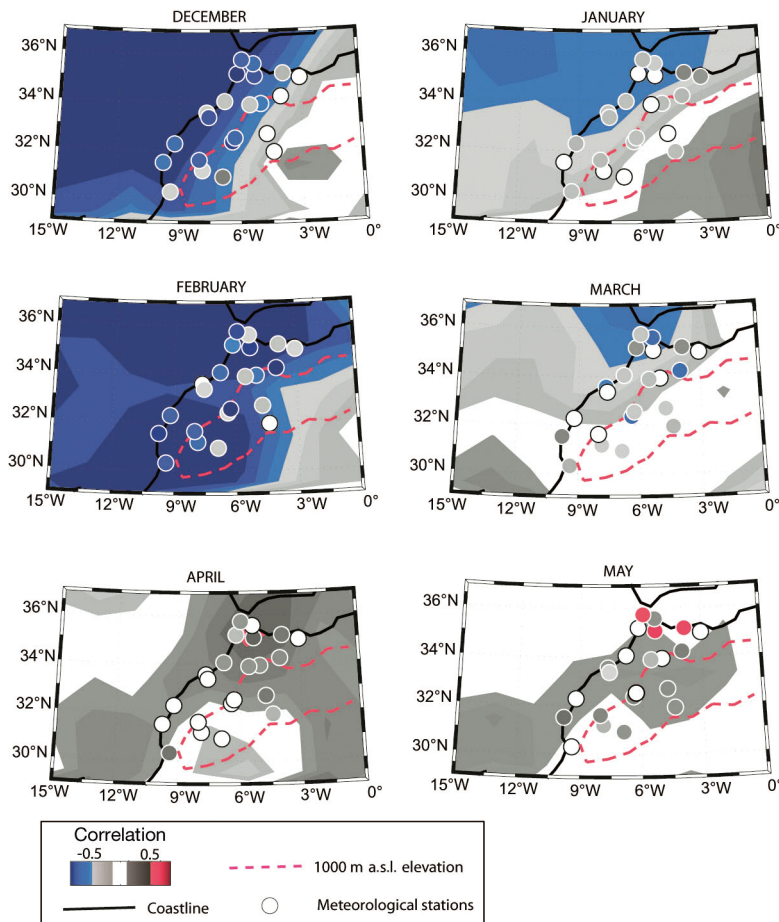 DECEMBER
JANUARY
36°N
34°N
32°N
30°N
15°W 12°W 9°W 6°W 3°W 0°
36°N
34°N
32°N
30°N
15°W 12°W 9°W 6°W 3°W 0°
FEBRUARY
MARCH
36°N
34°N
32°N
30°N
15°W 12°W 9°W 6°W 3°W 0°
36°N
34°N
32°N
30°N
15°W 12°W 9°W 6°W 3°W 0°
APRIL
MAY
36°N
34°N
32°N
30°N
15°W 12°W 9°W 6°W 3°W 0°
36°N
34°N
32°N
30°N
15°W 12°W 9°W 6°W 3°W 0°
Correlation
-0.5 0.5
1000 m a.s.l. elevation
Coastline
Meteorological stations